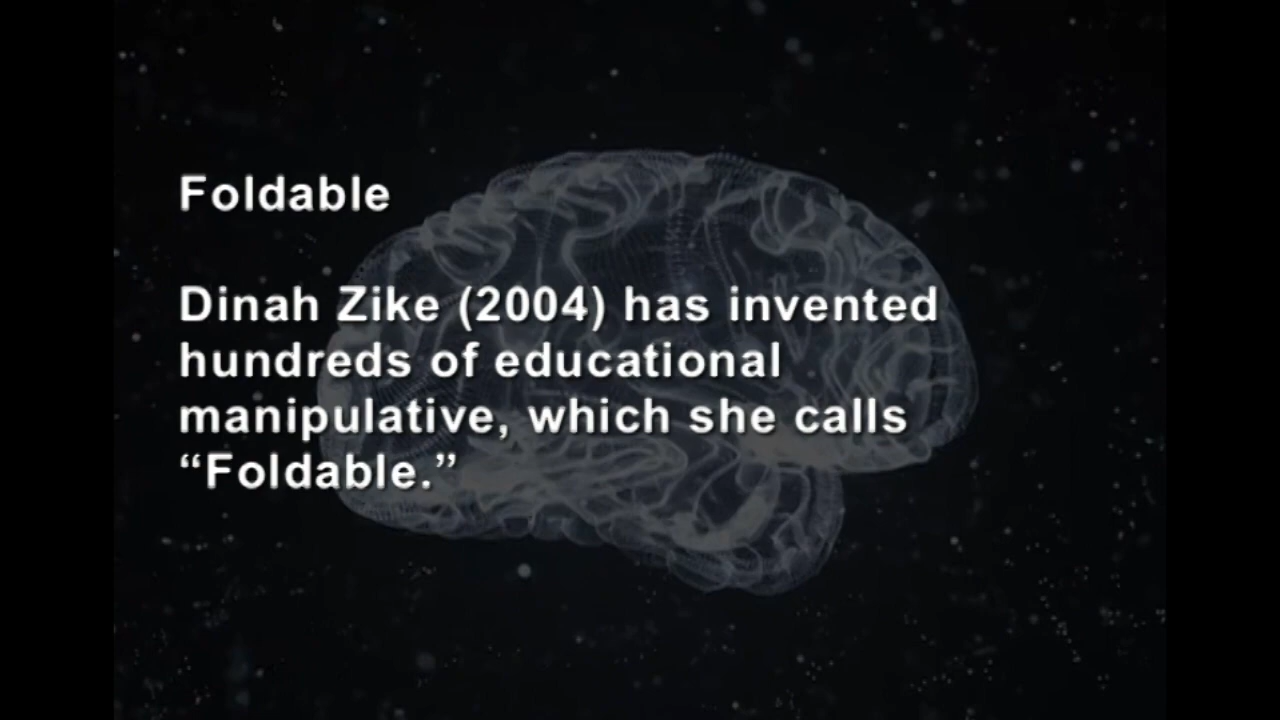 Foldable
Dinah Zike (2004) has invented
hundreds of educational
manipulative, which she calls
“Foldable.”